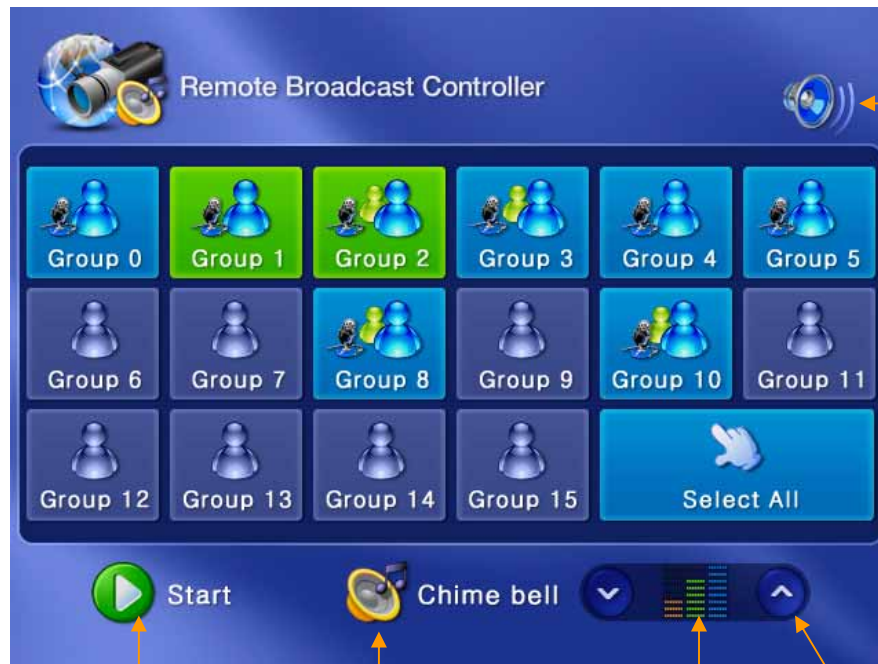 Remote Broadcast Controller
Group 0 Group 1 Group 2 Group 3 Group 4 Group 5
Group 6 Group 7 Group 8 Group 9 Group 10 Group 11
Group 12 Group 13 Group 14 Group 15 Select All
Start Chime bell